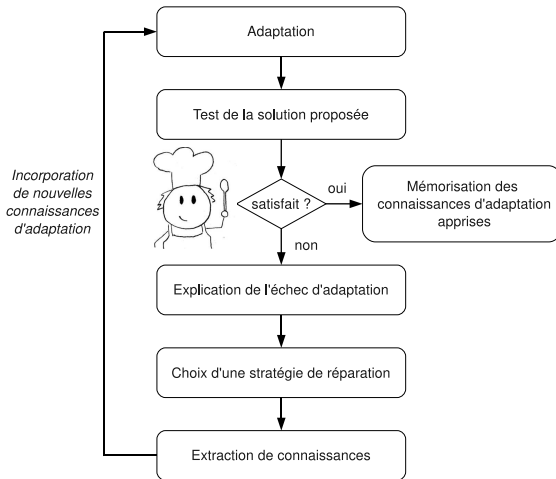 Adaptation
Test de la solution proposée
Incorporation
de nouvelles
connaissances
d'adaptation
satisfait ?
oui
Mémorisation des
connaissances d'adaptation
apprises
non
Explication de l'échec d'adaptation
Choix d'une stratégie de réparation
Extraction de connaissances